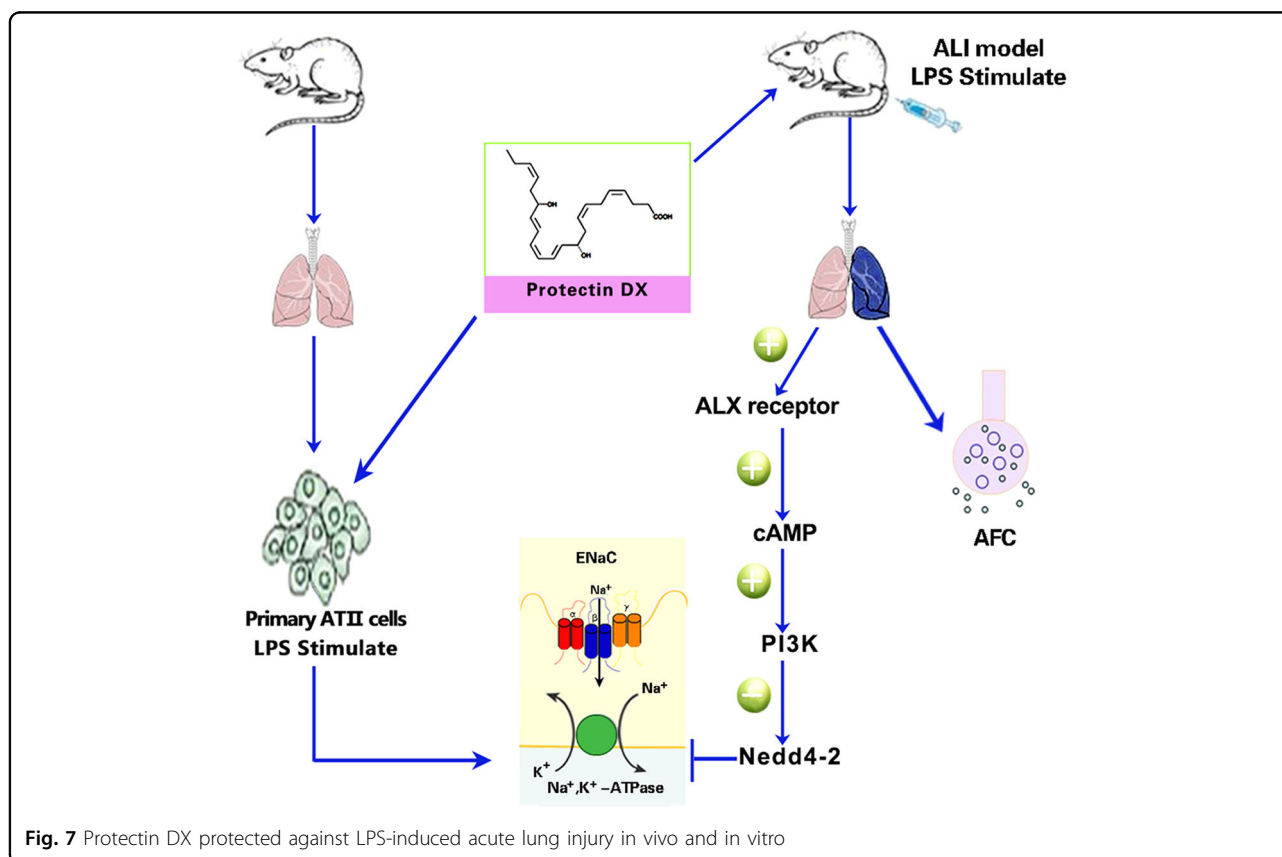 ALI model
LPS Stimulate
OH
COOH
OH
Protectin DX
+
ALX receptor
+
cAMP
AFC
+
PI3K
−
Nedd4-2
Primary ATII cells
LPS Stimulate
ENaC
Na⁺
α
β
γ
Na⁺
K⁺
Na⁺,K⁺ –ATPase
Fig. 7 Protectin DX protected against LPS-induced acute lung injury in vivo and in vitro